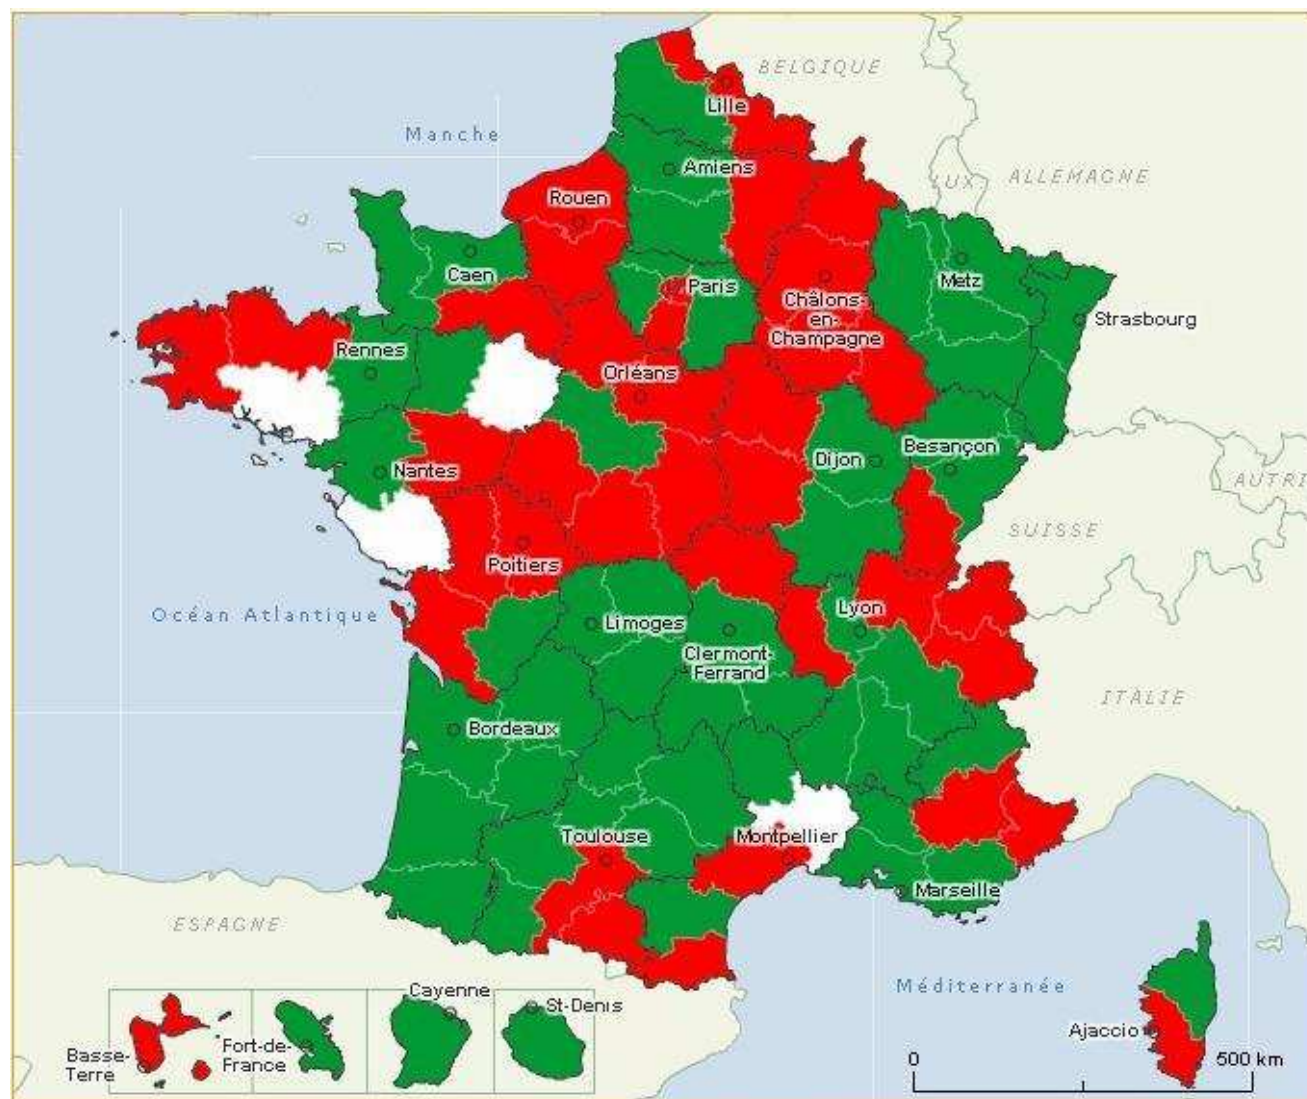 BELGIQUE
Lille
Manche
Amiens
LUX
ALLEMAGNE
Rouen
Caen
Paris
Metz
Châlons-
en-
Champagne
Strasbourg
Rennes
Orléans
Nantes
Dijon
Besançon
AUTRI
SUISSE
Poitiers
Océan Atlantique
Limoges
Lyon
Clermont-
Ferrand
ITALIE
Bordeaux
Toulouse
Montpellier
Marseille
ESPAGNE
Méditerranée
Cayenne
St-Denis
Ajaccio
Basse-
Terre
Fort-de-
France
0
500 km